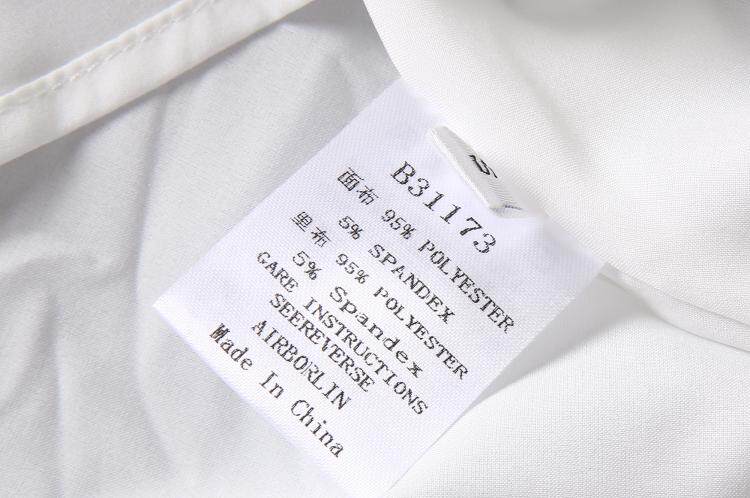 B31173
面布 95% POLYESTER
5% SPANDEX
里布 95% POLYESTER
5% Spandex
GARE INSTRUCTIONS
SEEREVERSE
AIRBORLIN
Made In China